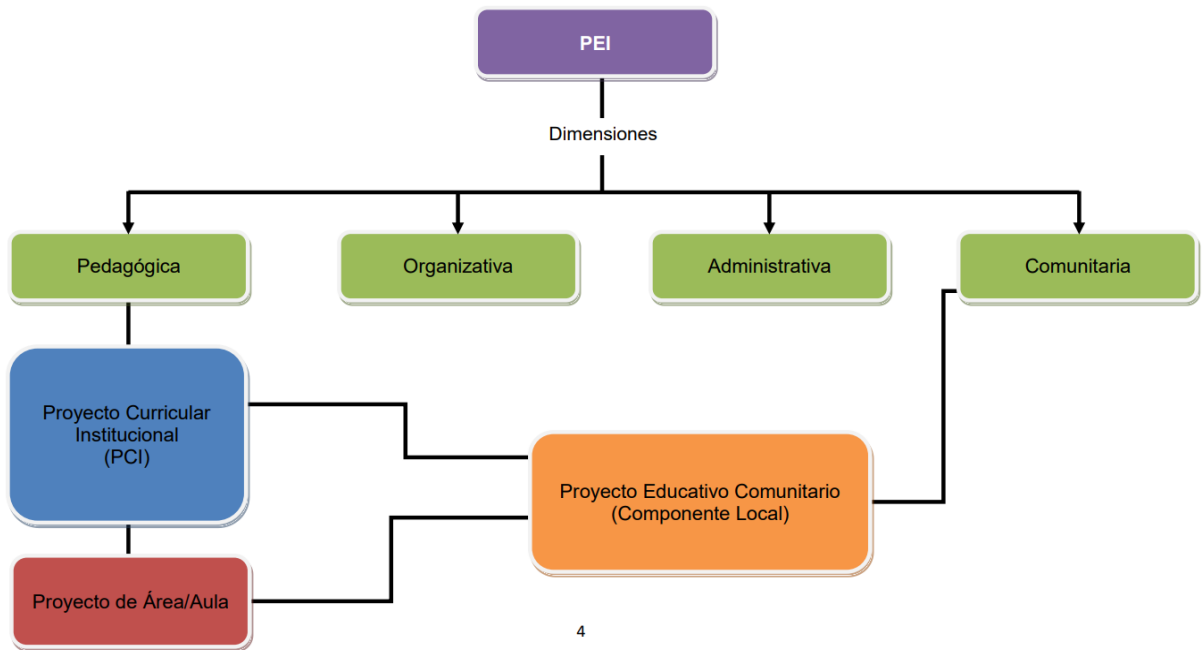 PEI
Dimensiones
Pedagógica
Organizativa
Administrativa
Comunitaria
Proyecto Curricular
Institucional
(PCI)
Proyecto Educativo Comunitario
(Componente Local)
Proyecto de Área/Aula
4